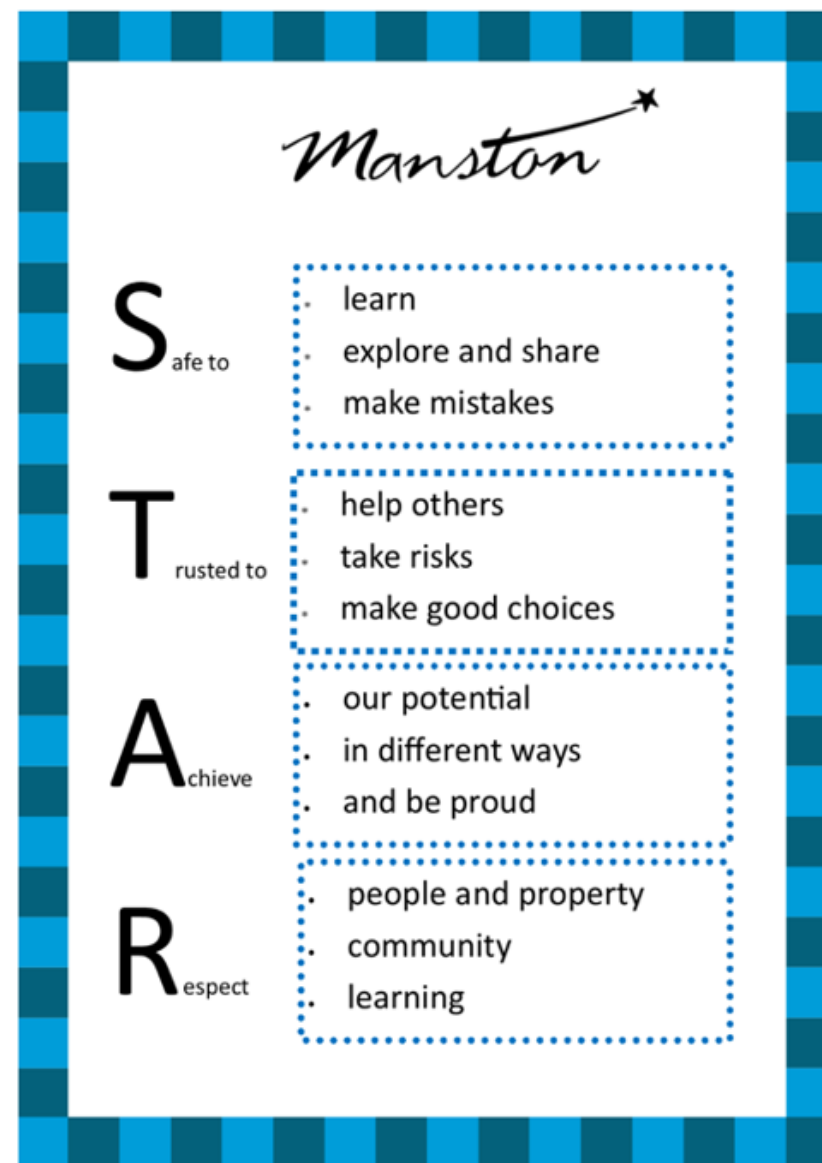 Manston
Safe to
learn
explore and share
make mistakes
Trusted to
help others
take risks
make good choices
Achieve
our potential
in different ways
and be proud
Respect
people and property
community
learning